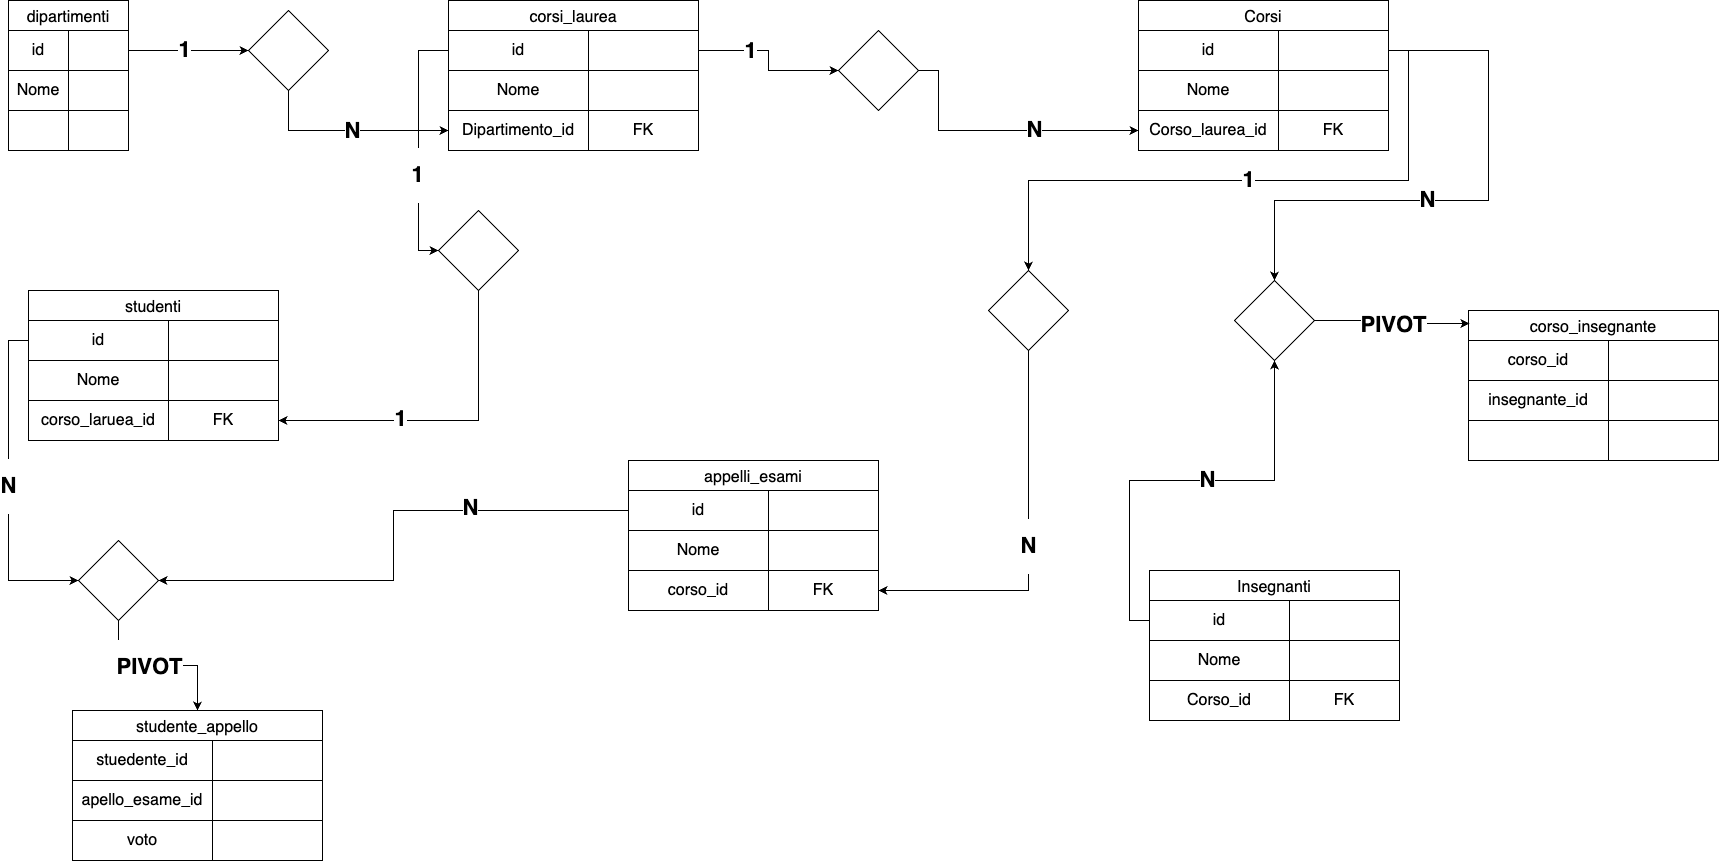 dipartimenti
id
Nome
1
N
corsi_laurea
id
Nome
Dipartimento_id FK
1
N
Corsi
id
Nome
Corso_laurea_id FK
1
1
N
studenti
id
Nome
corso_laruea_id FK
1
PIVOT
corso_insegnante
corso_id
insegnante_id
N
N
appelli_esami
id
Nome
corso_id FK
N
N
Insegnanti
id
Nome
Corso_id FK
PIVOT
studente_appello
stuedente_id
apello_esame_id
voto